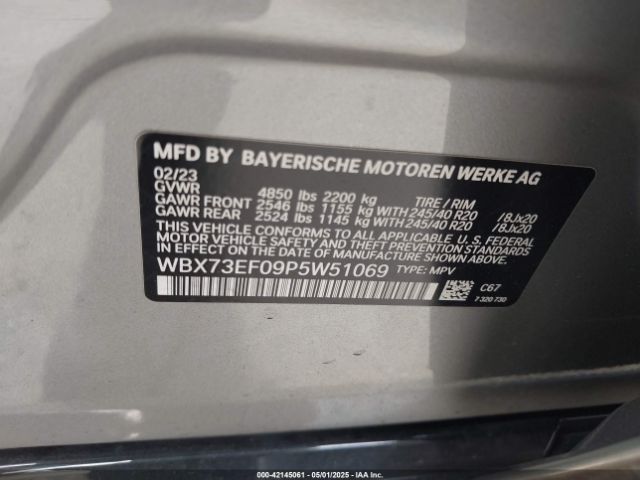 MFD BY BAYERISCHE MOTOREN WERKE AG
02/23
GVWR 4850 lbs 2200 kg TIRE / RIM
GAWR FRONT 2546 lbs 1155 kg WITH 245/40 R20 /8Jx20
GAWR REAR 2524 lbs 1145 kg WITH 245/40 R20 /8Jx20
THIS VEHICLE CONFORMS TO ALL APPLICABLE U. S. FEDERAL
MOTOR VEHICLE SAFETY, BUMPER, AND THEFT PREVENTION STANDARDS
IN EFFECT ON THE DATE OF MANUFACTURE SHOWN ABOVE.
WBX73EF09P5W51069 TYPE: MPV
C67
7 320 730
000-42145061 - 05/01/2025 - IAAI Inc.